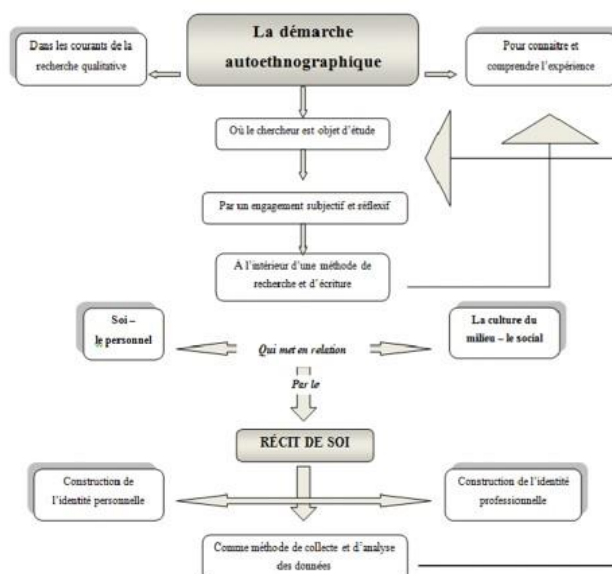 La démarche
autoethnographique
Dans les courants de la
recherche qualitative
Pour connaitre et
comprendre l'expérience
Où le chercheur est objet d'étude
Par un engagement subjectif et réflexif
À l'intérieur d'une méthode de
recherche et d'écriture
Soi –
le personnel
Qui met en relation
La culture du
milieu – le social
Par le
RÉCIT DE SOI
Construction de
l'identité personnelle
Construction de l'identité
professionnelle
Comme méthode de collecte et d'analyse
des données